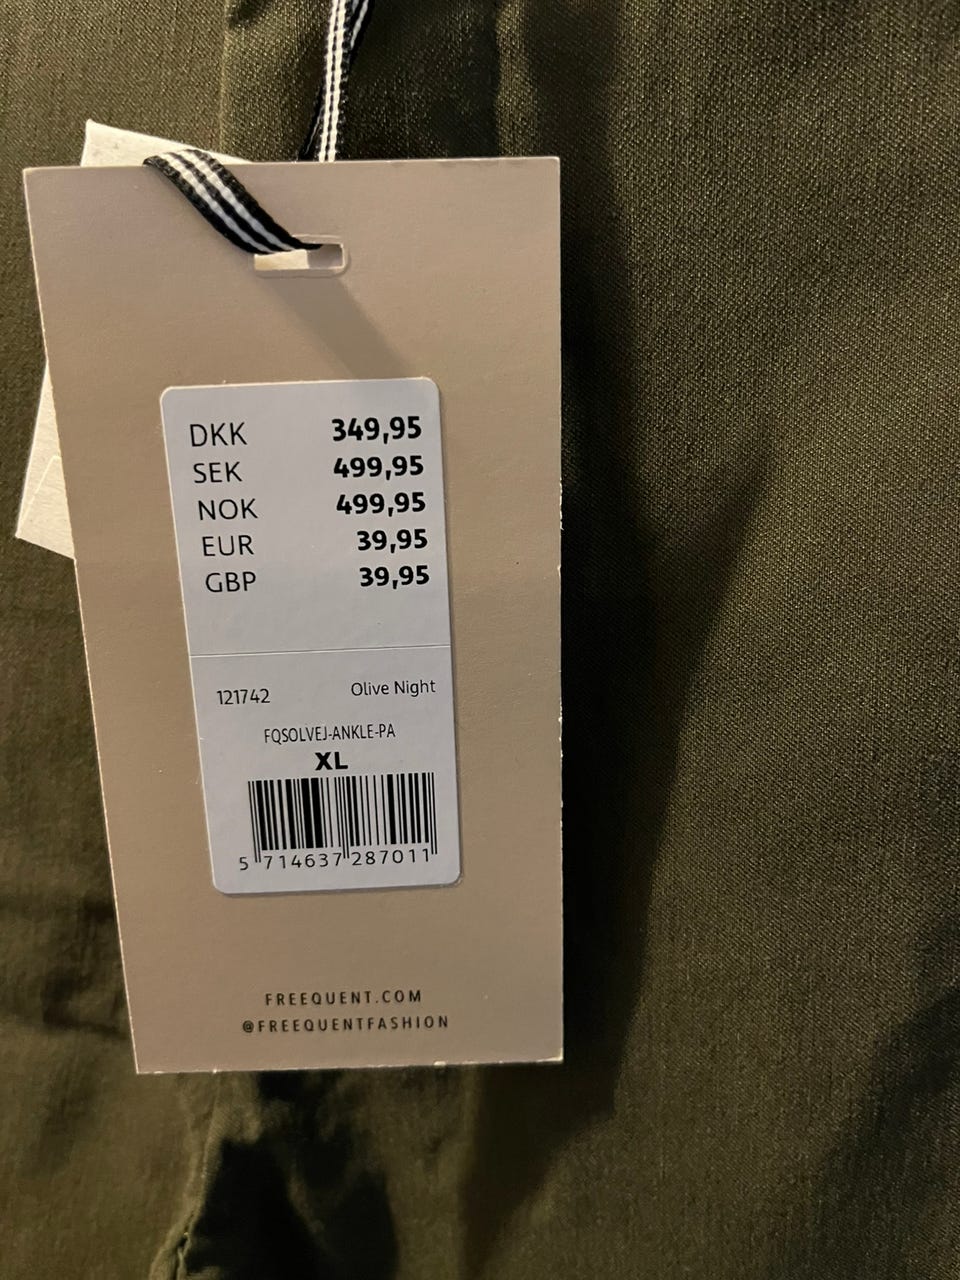 DKK 349,95
SEK 499,95
NOK 499,95
EUR 39,95
GBP 39,95
121742 Olive Night
FQSOLVEJ-ANKLE-PA
XL
5 714637 287011
FREEQUENT.COM
@FREEQUENTFASHION